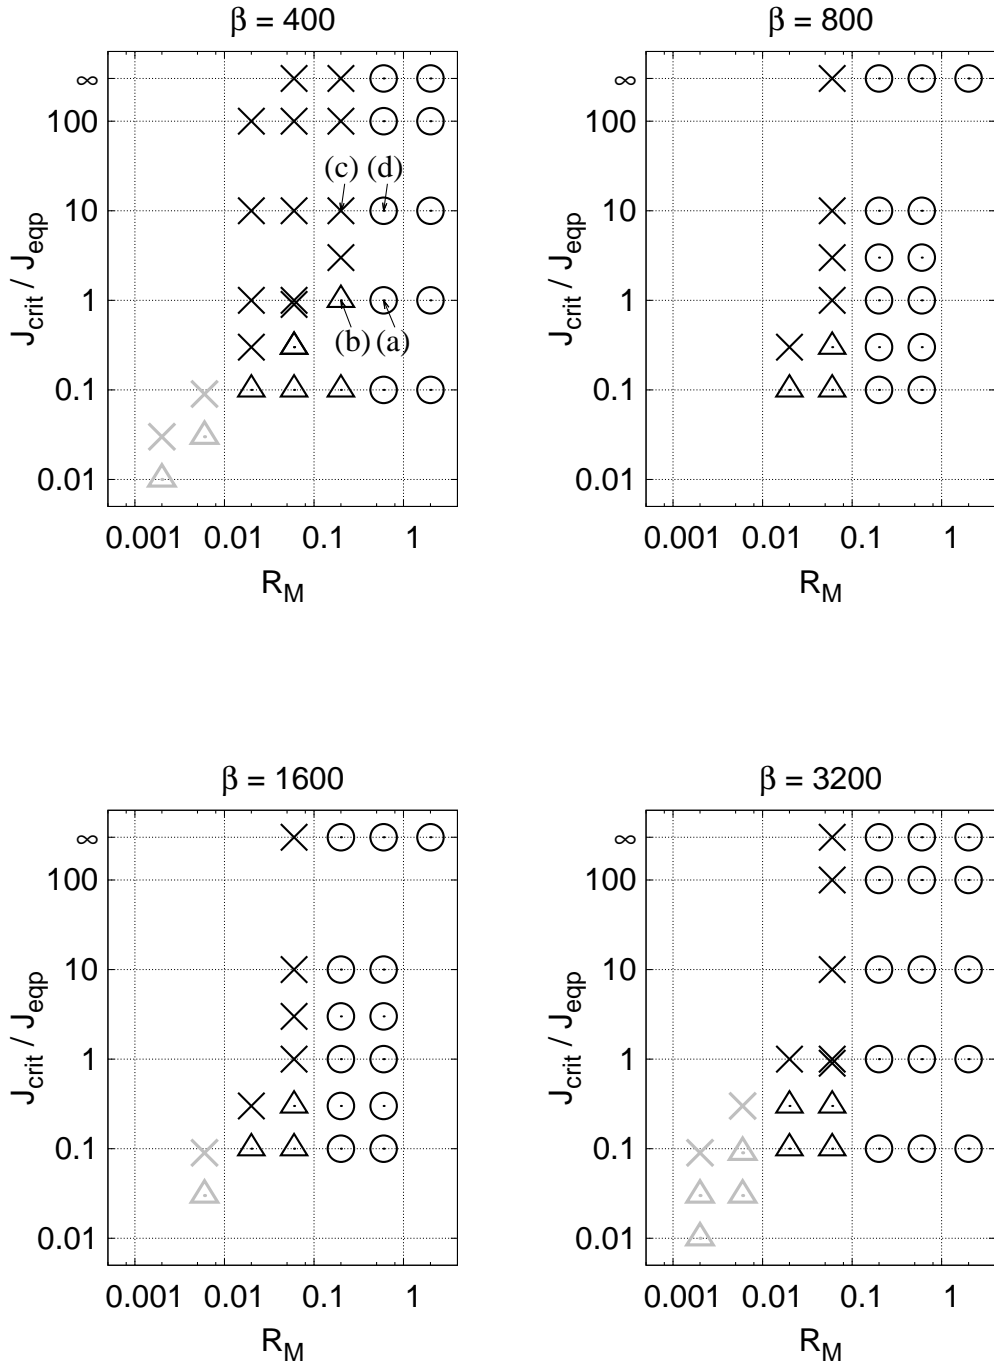 β = 400
β = 800
∞
100
10
1
0.1
0.01
J_crit / J_eqp
(c) (d)
(b) (a)
0.001 0.01 0.1 1
R_M
∞
100
10
1
0.1
0.01
J_crit / J_eqp
0.001 0.01 0.1 1
R_M
β = 1600
β = 3200
∞
100
10
1
0.1
0.01
J_crit / J_eqp
0.001 0.01 0.1 1
R_M
∞
100
10
1
0.1
0.01
J_crit / J_eqp
0.001 0.01 0.1 1
R_M